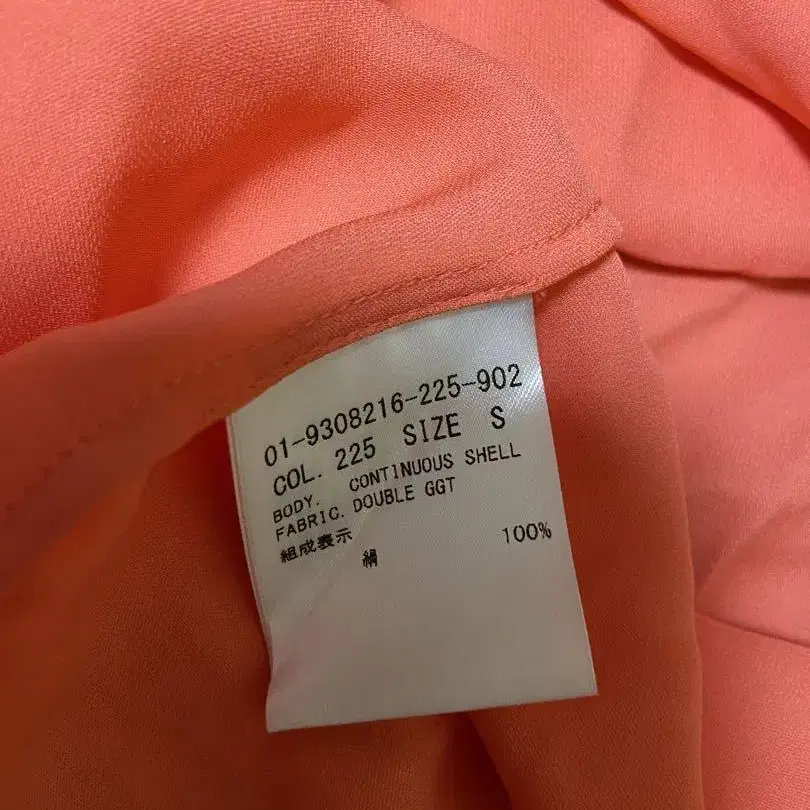 01-9308216-225-902
COL. 225 SIZE S
BODY. CONTINUOUS SHELL
FABRIC. DOUBLE GGT
組成表示
絹 100%